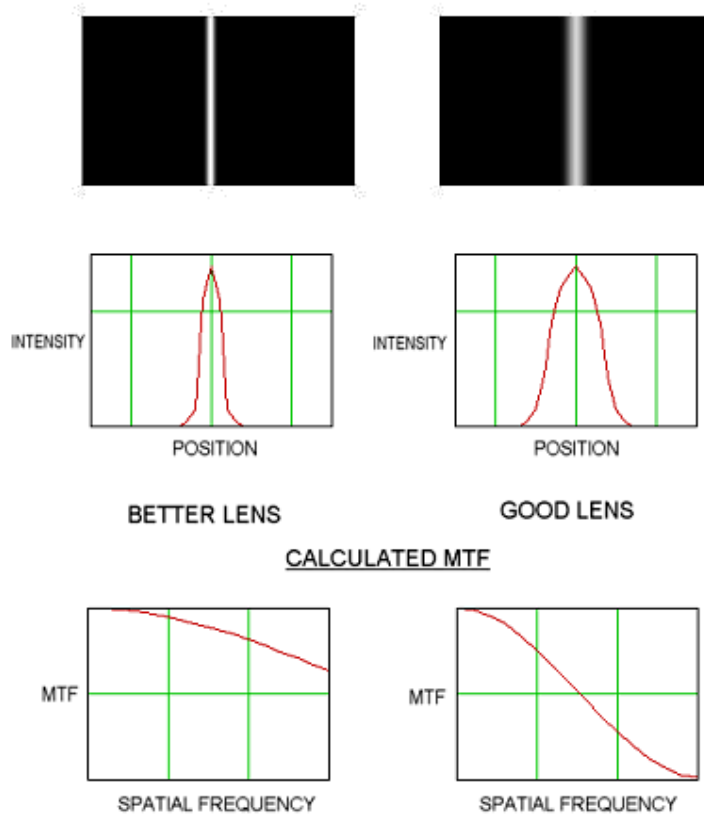 INTENSITY
INTENSITY
POSITION
POSITION
BETTER LENS
GOOD LENS
CALCULATED MTF
MTF
MTF
SPATIAL FREQUENCY
SPATIAL FREQUENCY